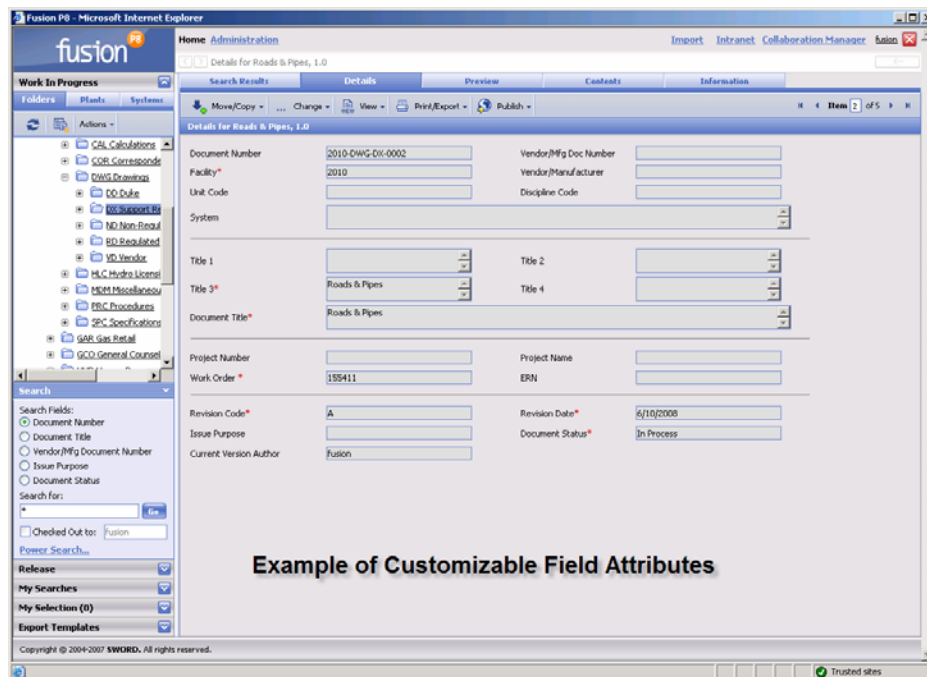 Fusion P8 - Microsoft Internet Explorer
fusion P8
Home Administration
Import Intranet Collaboration Manager fusion
Details for Roads & Pipes, 1.0
Work In Progress
Folders Plants Systems
Actions
CAL Calculations
COR Corresponde
DWG Drawings
DD Duke
DX Support Re
ND Non-Regul
RD Regulated
VD Vendor
HLC Hydro Licensi
MDM Miscellaneou
PRC Procedures
SPC Specifications
GAR Gas Retail
GCO General Counsel
Search
Search Fields:
Document Number
Document Title
Vendor/Mfg Document Number
Issue Purpose
Document Status
Search for:
* Go
Checked Out to: fusion
Power Search...
Release
My Searches
My Selection (0)
Export Templates
Search Results Details Preview Contents Information
Move/Copy ... Change View Print/Export Publish Item 2 of 5
Details for Roads & Pipes, 1.0
Document Number 2010-DWG-DX-0002 Vendor/Mfg Doc Number
Facility* 2010 Vendor/Manufacturer
Unit Code Discipline Code
System
Title 1 Title 2
Title 3* Roads & Pipes Title 4
Document Title* Roads & Pipes
Project Number Project Name
Work Order * 155411 ERN
Revision Code* A Revision Date* 6/10/2008
Issue Purpose Document Status* In Process
Current Version Author fusion
Example of Customizable Field Attributes
Copyright © 2004-2007 SWORD. All rights reserved.
Trusted sites